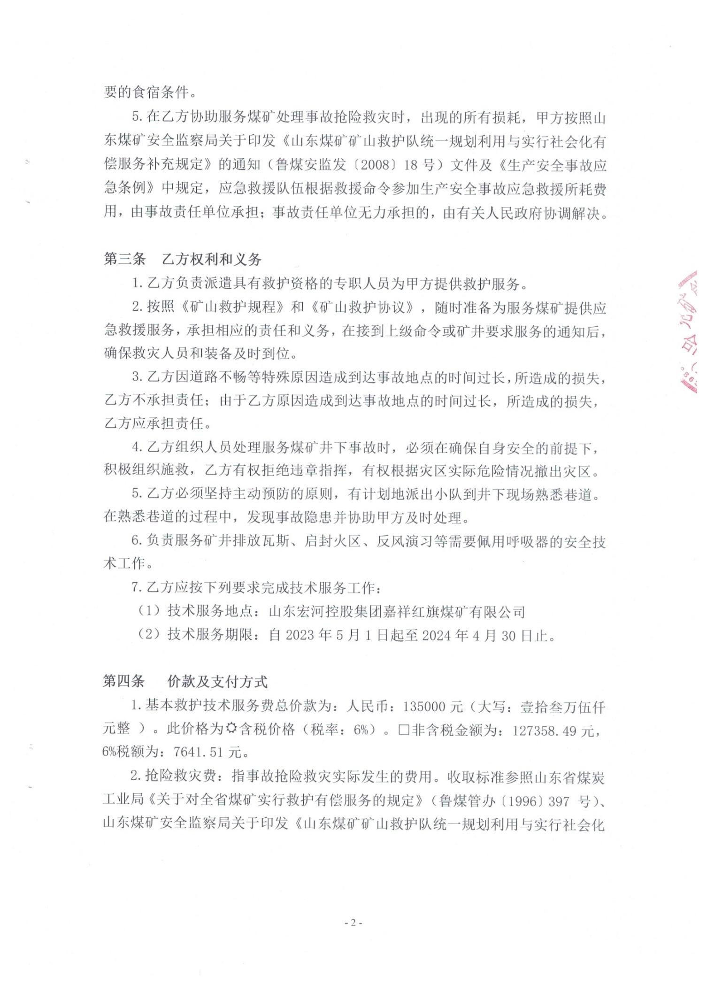 要的食宿条件。
5.在乙方协助服务煤矿处理事故抢险救灾时，出现的所有损耗，甲方按照山
东煤矿安全监察局关于印发《山东煤矿矿山救护队统一规划利用与实行社会化有
偿服务补充规定》的通知（鲁煤安监发〔2008〕18 号）文件及《生产安全事故应
急条例》中规定，应急救援队伍根据救援命令参加生产安全事故应急救援所耗费
用，由事故责任单位承担；事故责任单位无力承担的，由有关人民政府协调解决。
第三条　乙方权利和义务
1.乙方负责派遣具有救护资格的专职人员为甲方提供救护服务。
2.按照《矿山救护规程》和《矿山救护协议》，随时准备为服务煤矿提供应
急救援服务，承担相应的责任和义务，在接到上级命令或矿井要求服务的通知后，
确保救灾人员和装备及时到位。
3.乙方因道路不畅等特殊原因造成到达事故地点的时间过长，所造成的损失，
乙方不承担责任；由于乙方原因造成到达事故地点的时间过长，所造成的损失，
乙方应承担责任。
4.乙方组织人员处理服务煤矿井下事故时，必须在确保自身安全的前提下，
积极组织施救，乙方有权拒绝违章指挥，有权根据灾区实际危险情况撤出灾区。
5.乙方必须坚持主动预防的原则，有计划地派出小队到井下现场熟悉巷道。
在熟悉巷道的过程中，发现事故隐患并协助甲方及时处理。
6.负责服务矿井排放瓦斯、启封火区、反风演习等需要佩用呼吸器的安全技
术工作。
7.乙方应按下列要求完成技术服务工作：
（1）技术服务地点：山东宏河控股集团嘉祥红旗煤矿有限公司
（2）技术服务期限：自 2023 年 5 月 1 日起至 2024 年 4 月 30 日止。
第四条　 价款及支付方式
1.基本救护技术服务费总价款为：人民币：135000 元（大写：壹拾叁万伍仟
元整 ）。此价格为✡含税价格（税率：6%）。□非含税金额为：127358.49 元，
6%税额为：7641.51 元。
2.抢险救灾费：指事故抢险救灾实际发生的费用。收取标准参照山东省煤炭
工业局《关于对全省煤矿实行救护有偿服务的规定》（鲁煤管办〔1996〕397 号）、
山东煤矿安全监察局关于印发《山东煤矿矿山救护队统一规划利用与实行社会化
兖矿能
合
- 2 -